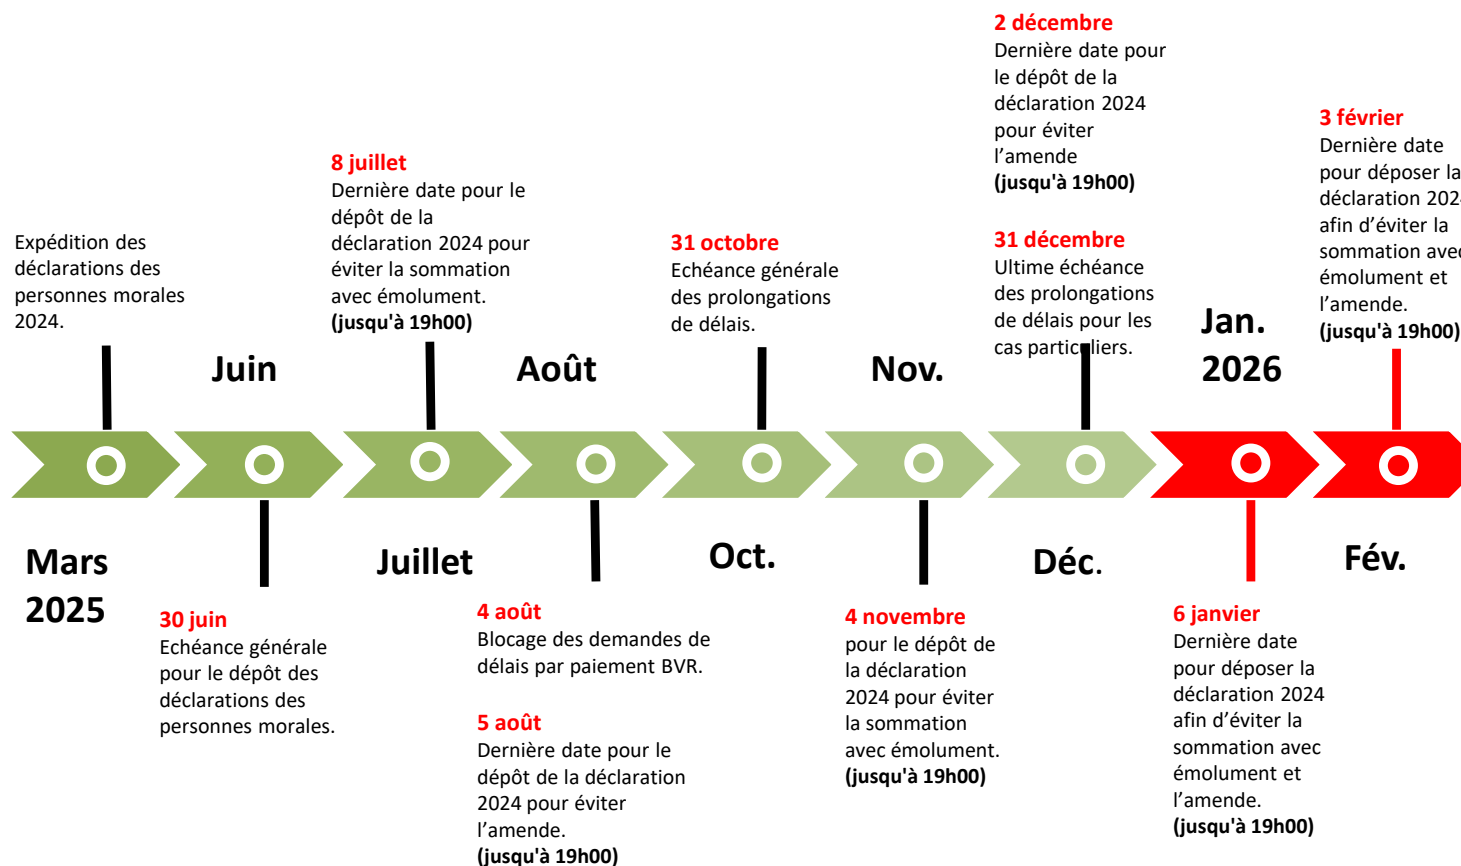 2 décembre
Dernière date pour
le dépôt de la
déclaration 2024
pour éviter
l’amende
(jusqu'à 19h00)
3 février
Dernière date
pour déposer la
déclaration 202
afin d’éviter la
sommation avec
émolument et
l’amende.
(jusqu'à 19h00)
8 juillet
Dernière date pour le
dépôt de la
déclaration 2024 pour
éviter la sommation
avec émolument.
(jusqu'à 19h00)
Expédition des
déclarations des
personnes morales
2024.
31 octobre
Echéance générale
des prolongations
de délais.
31 décembre
Ultime échéance
des prolongations
de délais pour les
cas particuliers.
Juin
Août
Nov.
Jan.
2026
Mars
2025
Juillet
Oct.
Déc.
Fév.
30 juin
Echéance générale
pour le dépôt des
déclarations des
personnes morales.
4 août
Blocage des demandes de
délais par paiement BVR.
5 août
Dernière date pour le
dépôt de la déclaration
2024 pour éviter
l’amende.
(jusqu'à 19h00)
4 novembre
pour le dépôt de
la déclaration
2024 pour éviter
la sommation
avec émolument.
(jusqu'à 19h00)
6 janvier
Dernière date
pour déposer la
déclaration 2024
afin d’éviter la
sommation avec
émolument et
l’amende.
(jusqu'à 19h00)